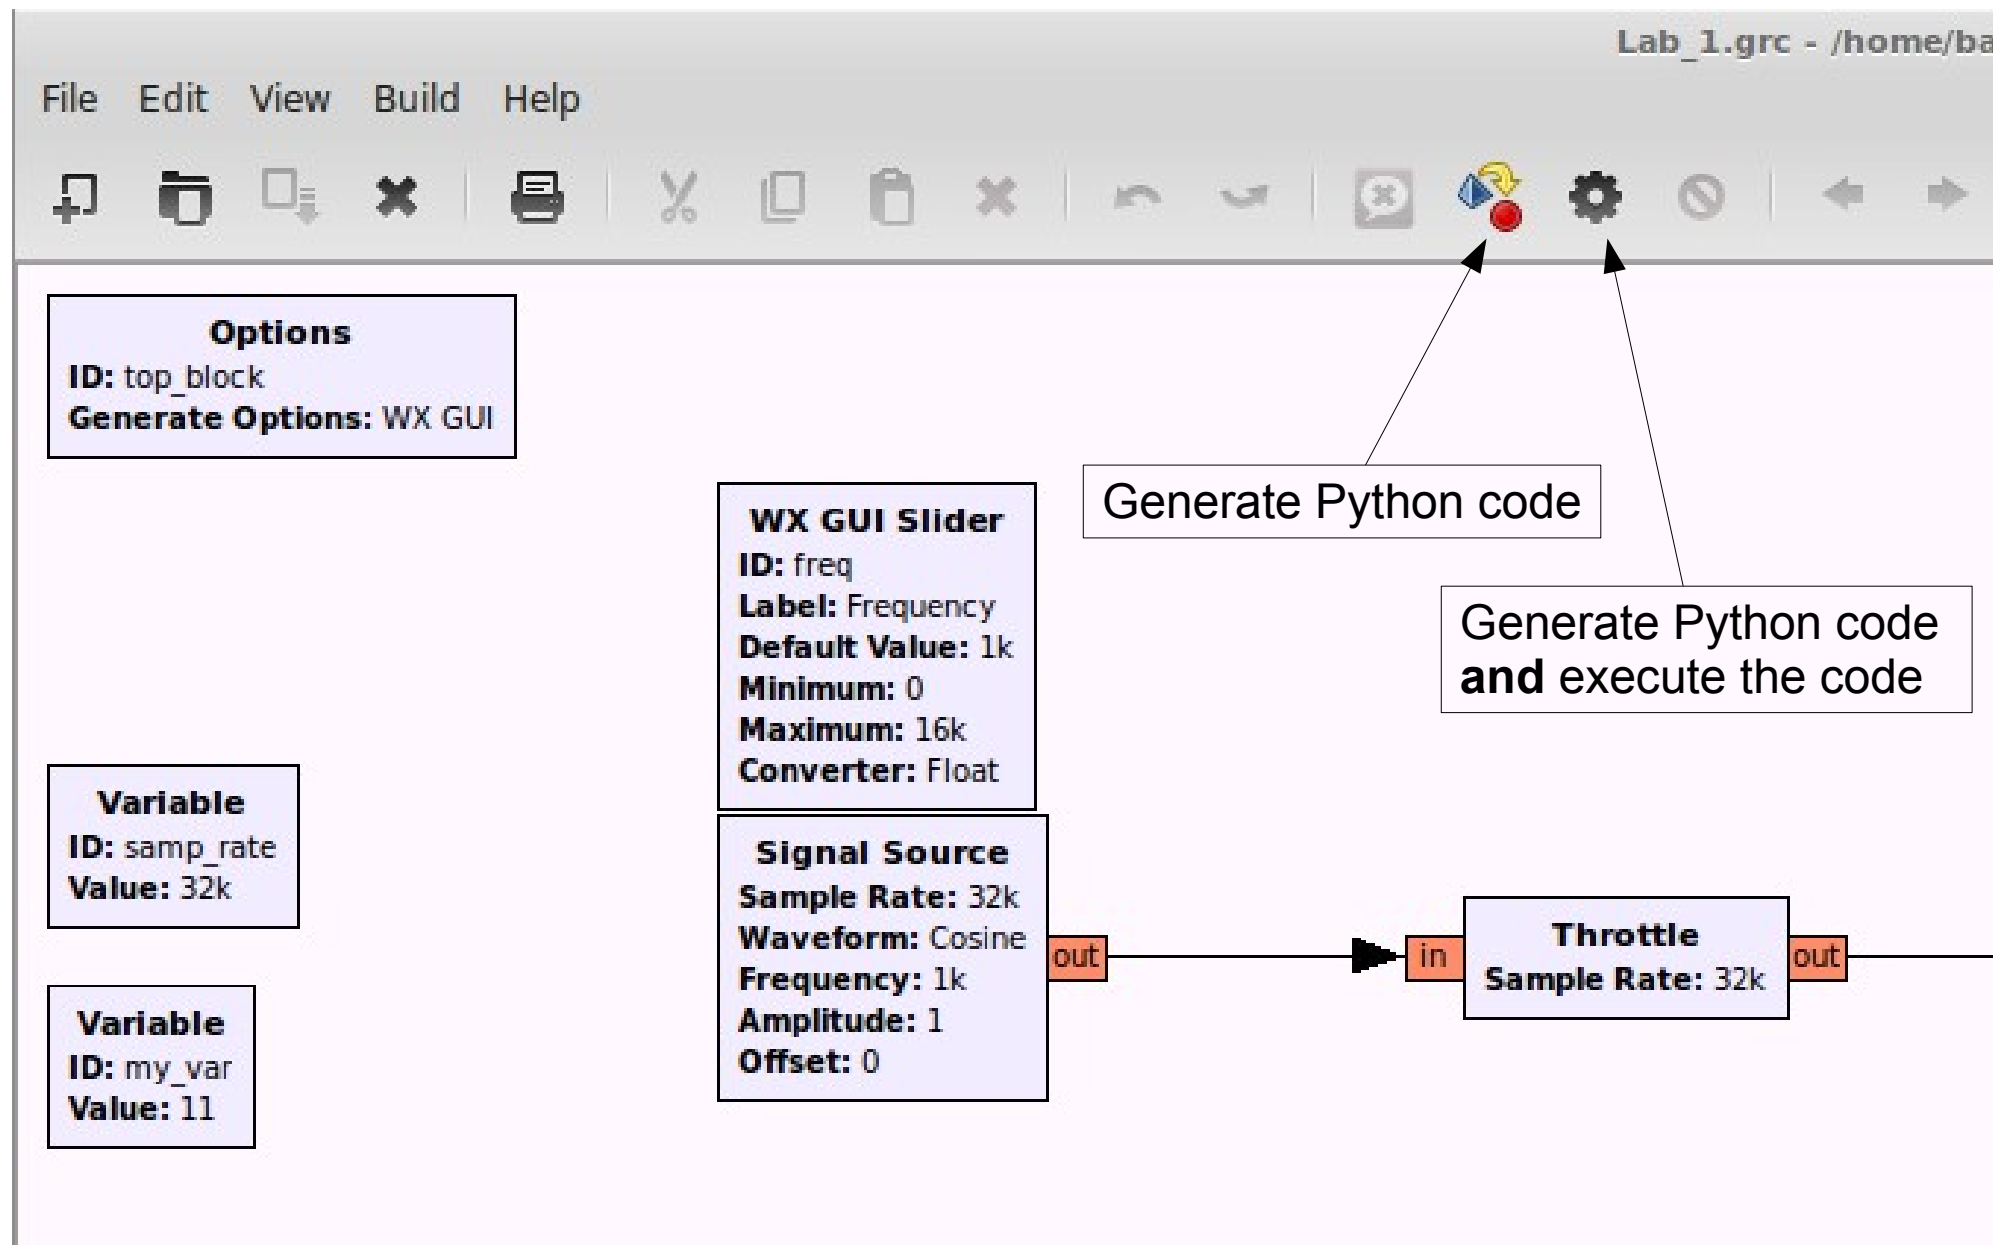 Lab_1.grc - /home/ba
File Edit View Build Help
Options
ID: top_block
Generate Options: WX GUI
WX GUI Slider
ID: freq
Label: Frequency
Default Value: 1k
Minimum: 0
Maximum: 16k
Converter: Float
Generate Python code
Generate Python code
and execute the code
Variable
ID: samp_rate
Value: 32k
Signal Source
Sample Rate: 32k
Waveform: Cosine
Frequency: 1k
Amplitude: 1
Offset: 0
out
in
Throttle
Sample Rate: 32k
out
Variable
ID: my_var
Value: 11